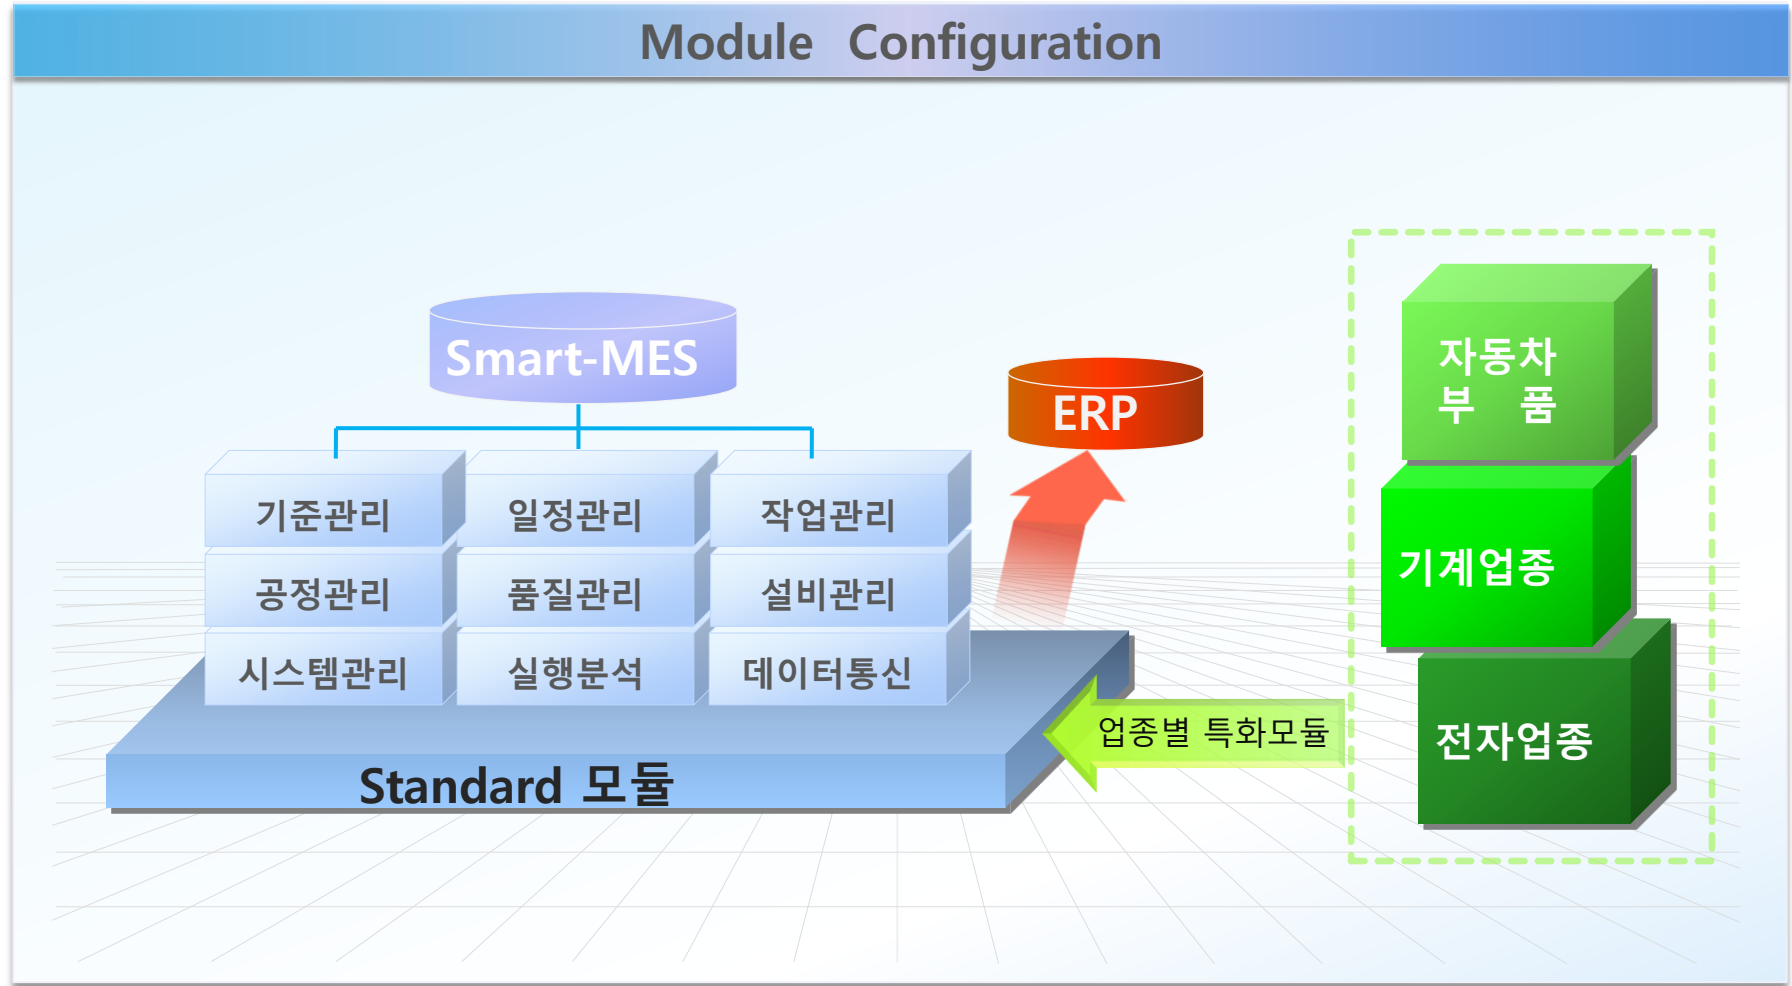 Module Configuration
Smart-MES
ERP
기준관리
일정관리
작업관리
공정관리
품질관리
설비관리
시스템관리
실행분석
데이터통신
Standard 모듈
업종별 특화모듈
자동차
부 품
기계업종
전자업종